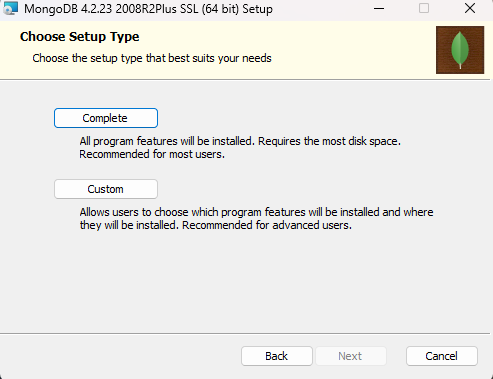 MongoDB 4.2.23 2008R2Plus SSL (64 bit) Setup
Choose Setup Type
Choose the setup type that best suits your needs
Complete
All program features will be installed. Requires the most disk space.
Recommended for most users.
Custom
Allows users to choose which program features will be installed and where
they will be installed. Recommended for advanced users.
Back Next Cancel